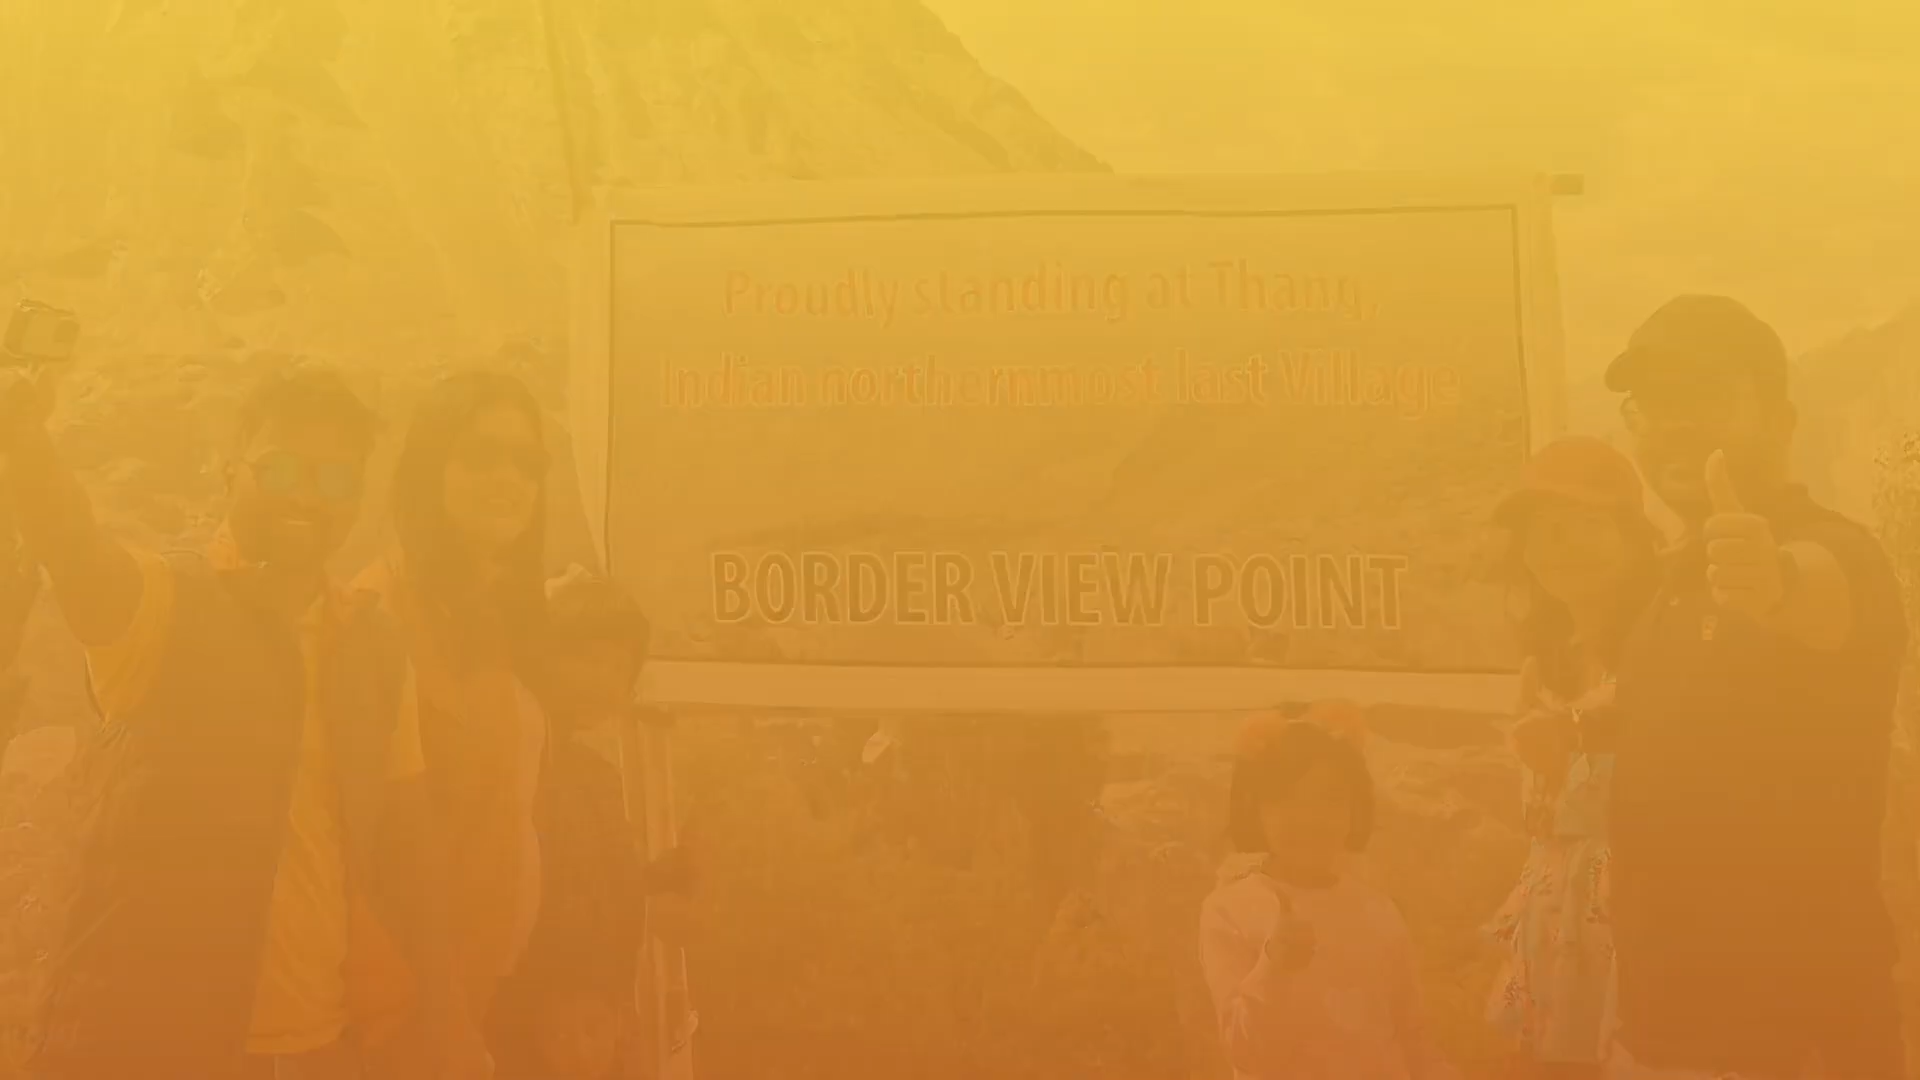 Proudly standing at Thang,
Indian northernmost last Village
BORDER VIEW POINT